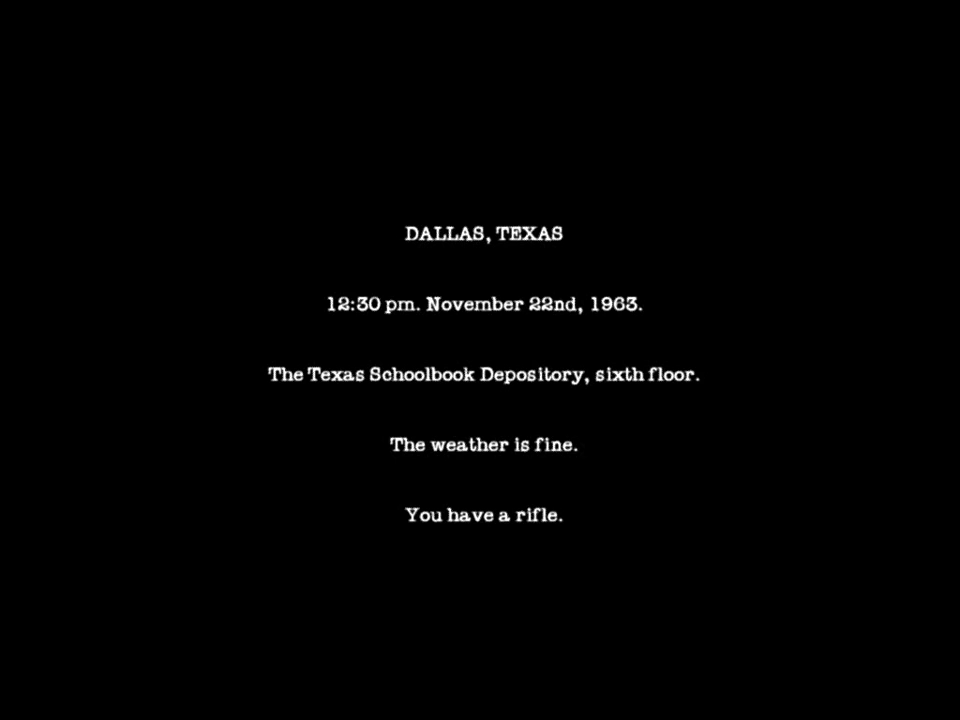 DALLAS, TEXAS
12:30 pm. November 22nd, 1963.
The Texas Schoolbook Depository, sixth floor.
The weather is fine.
You have a rifle.